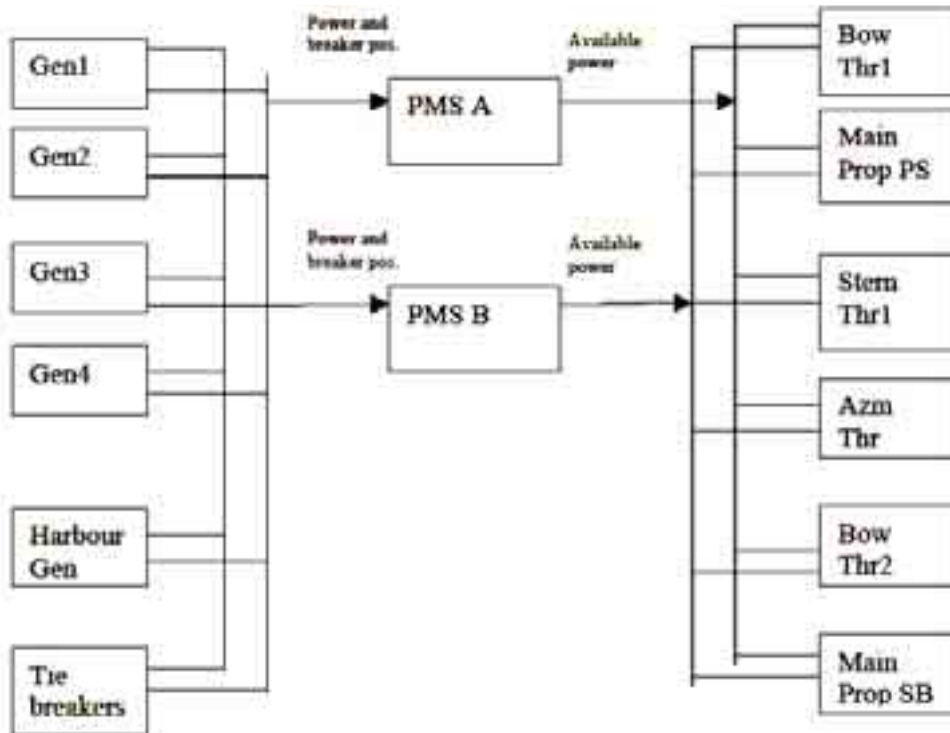 Gen1
Gen2
Gen3
Gen4
Harbour
Gen
Tie
breakers
Power and
breaker pos.
PMS A
Available
power
Power and
breaker pos.
PMS B
Available
power
Bow
Thr1
Main
Prop PS
Stern
Thr1
Azm
Thr
Bow
Thr2
Main
Prop SB